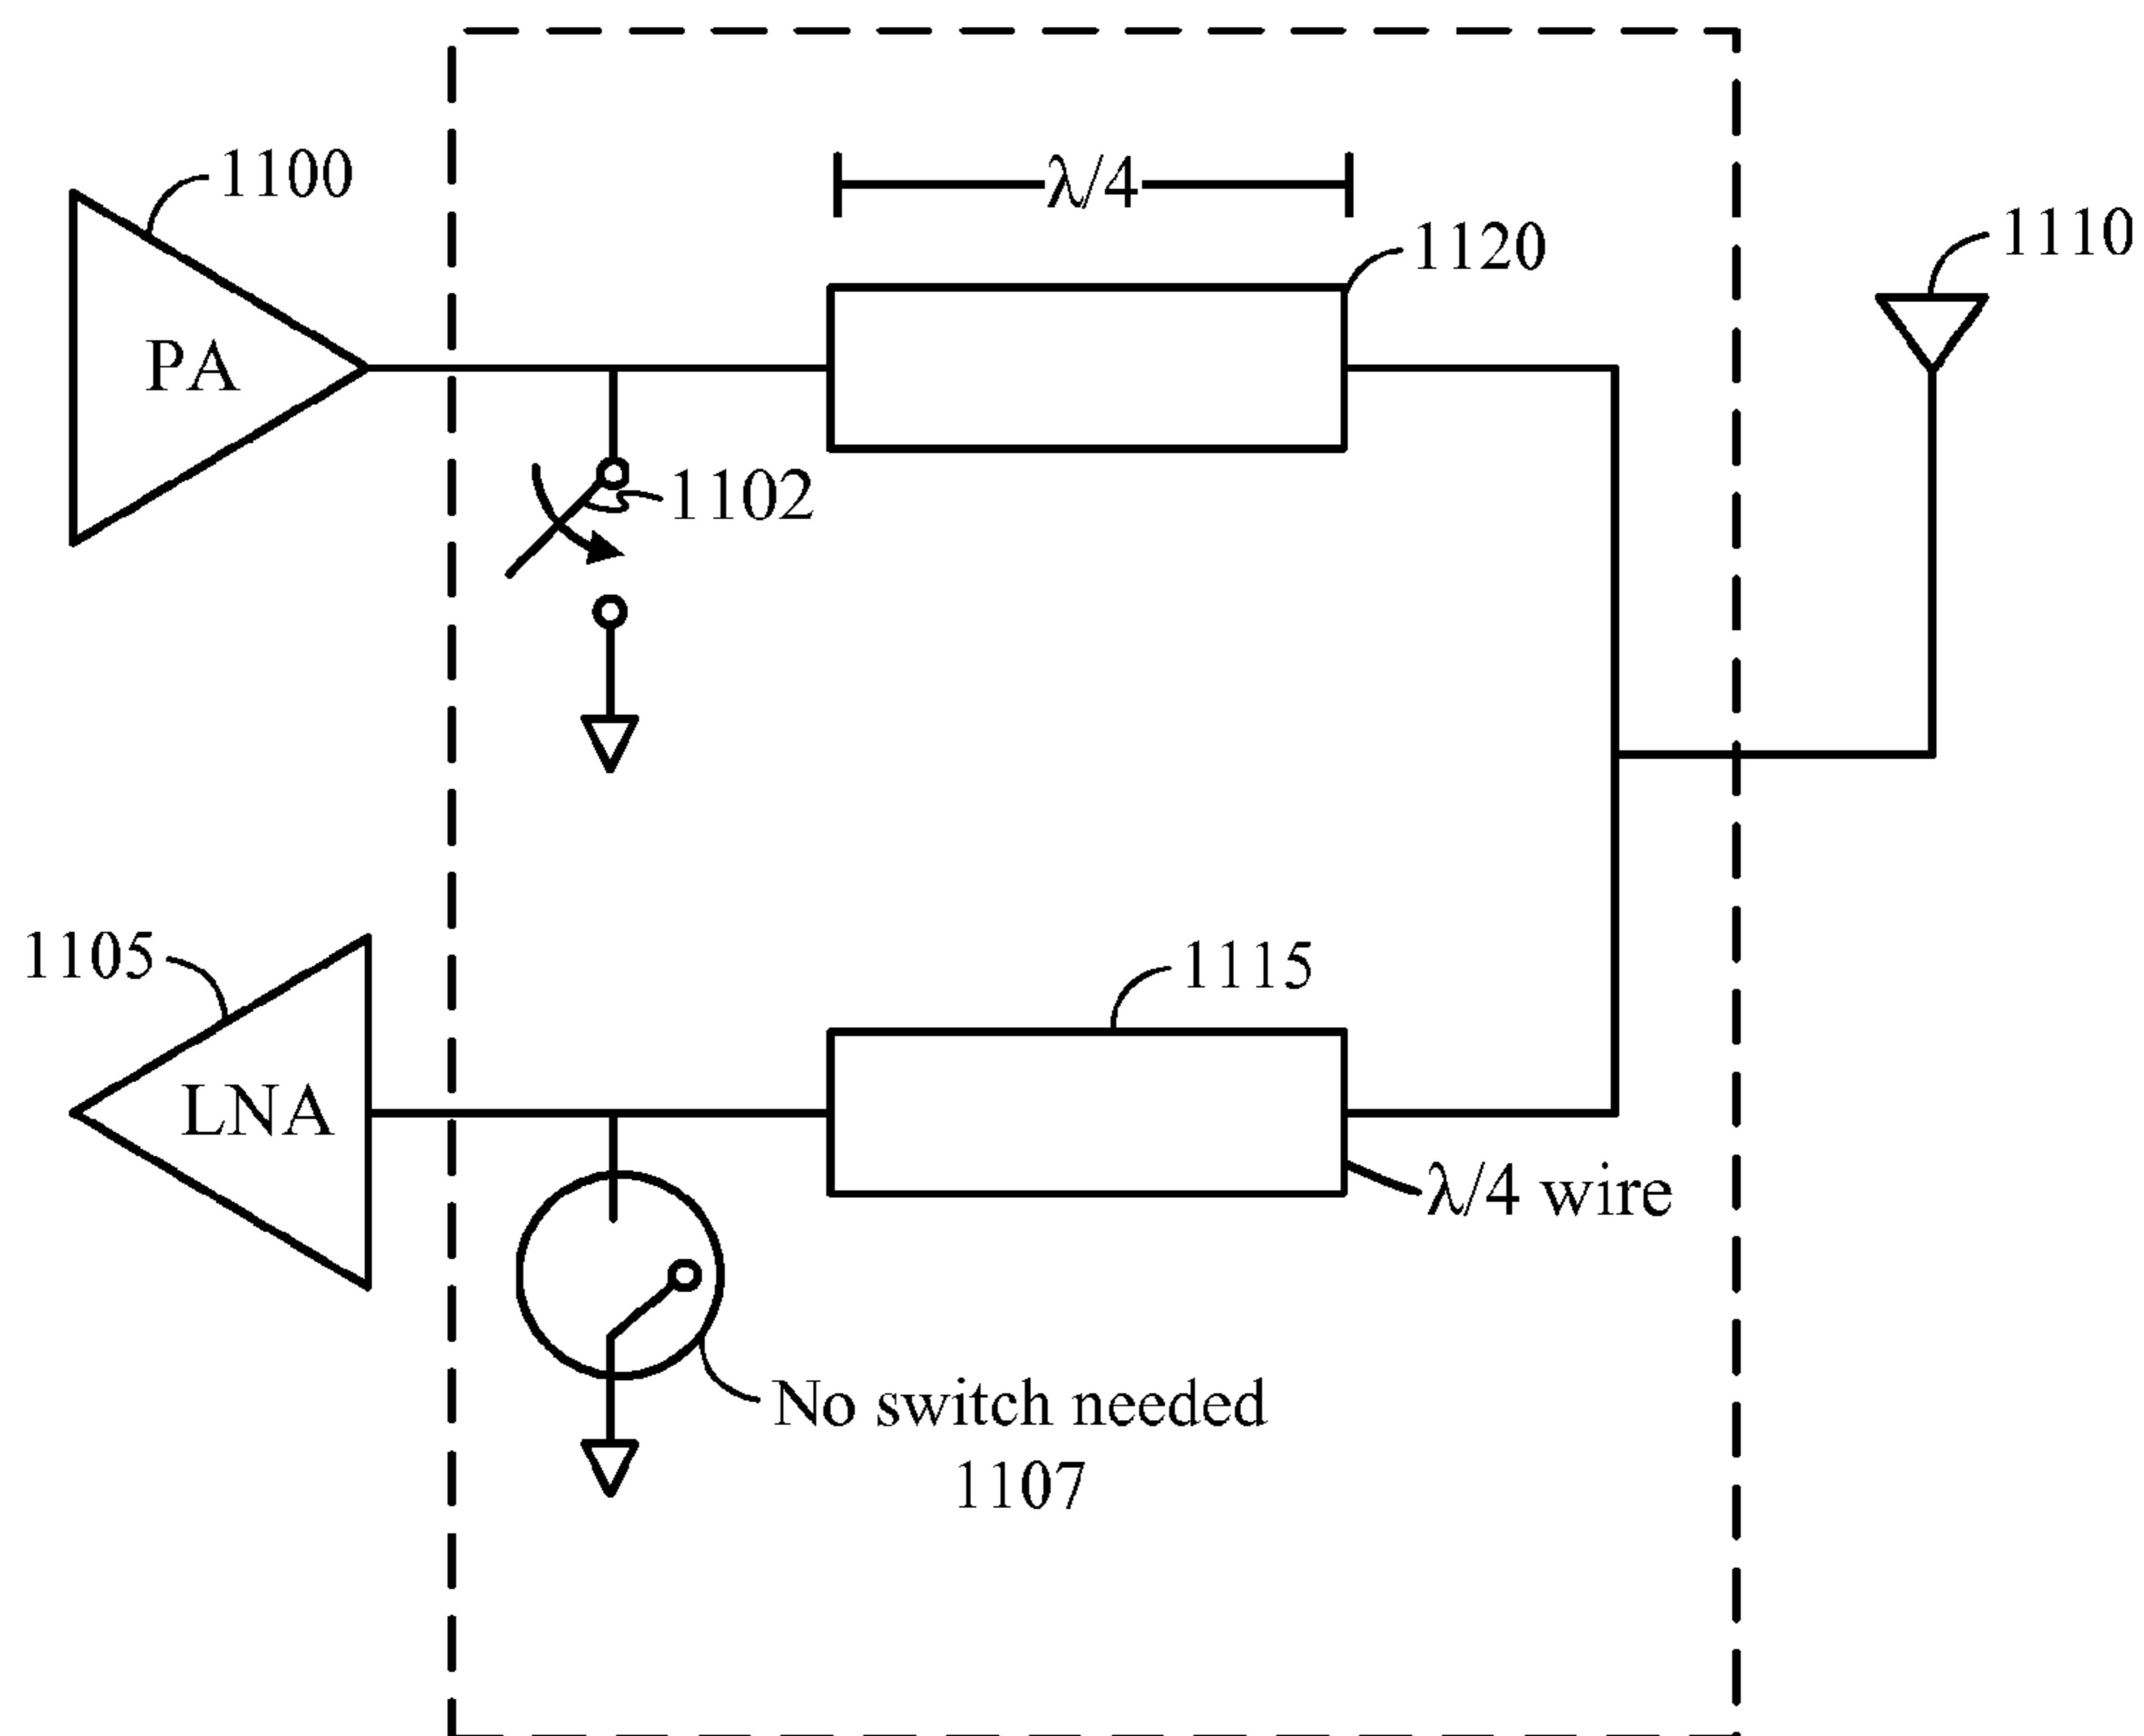 1100
λ/4
1120
1110
PA
1102
1105
1115
LNA
λ/4 wire
No switch needed
1107